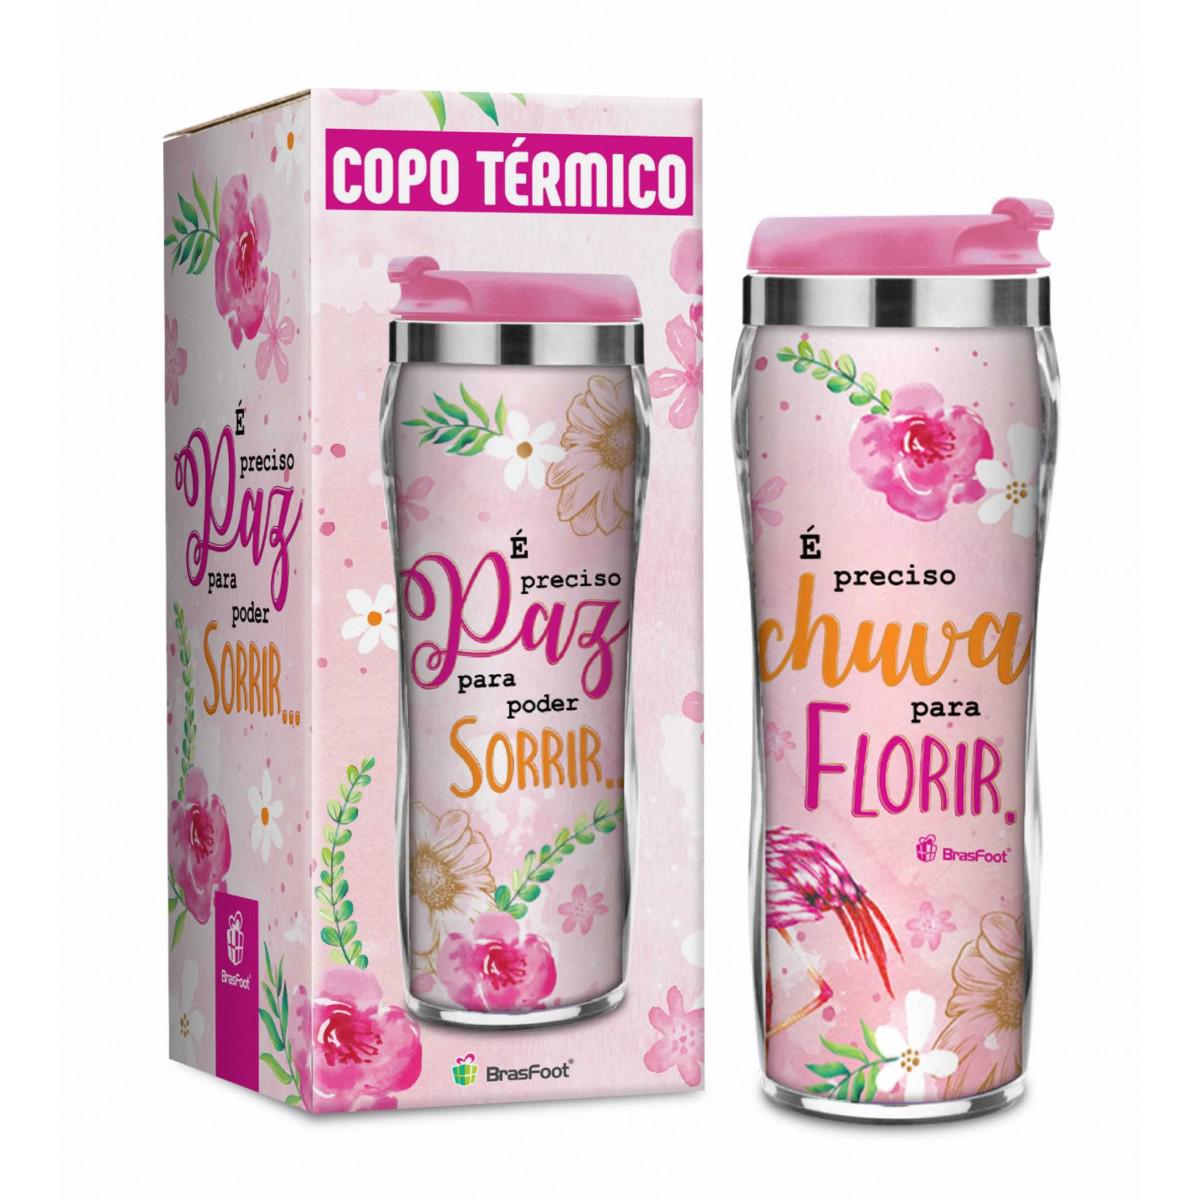 COPO TÉRMICO
É
preciso
Paz
para
poder
SORRIR...
BrasFoot
É
preciso
Paz
para
poder
SORRIR..
BrasFoot®
É
preciso
chuva
para
FLORIR.
BrasFoot®